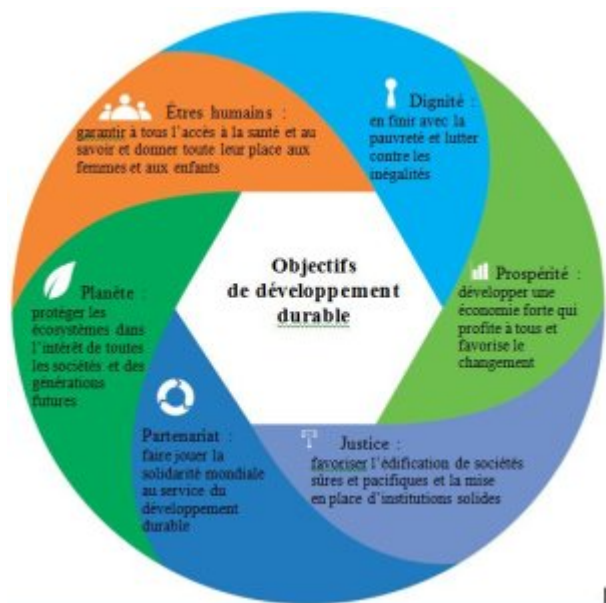 Objectifs
de développement
durable
Dignité :
en finir avec la
pauvreté et lutter
contre les
inégalités
Prospérité :
développer une
économie forte qui
profite à tous et
favorise le
changement
Justice :
favoriser l'édification de sociétés
sûres et pacifiques et la mise
en place d'institutions solides
Partenariat :
faire jouer la
solidarité mondiale
au service du
développement
durable
Planète :
protéger les
écosystèmes dans
l'intérêt de toutes
les sociétés et des
générations
futures
Êtres humains :
garantir à tous l'accès à la santé et au
savoir et donner toute leur place aux
femmes et aux enfants